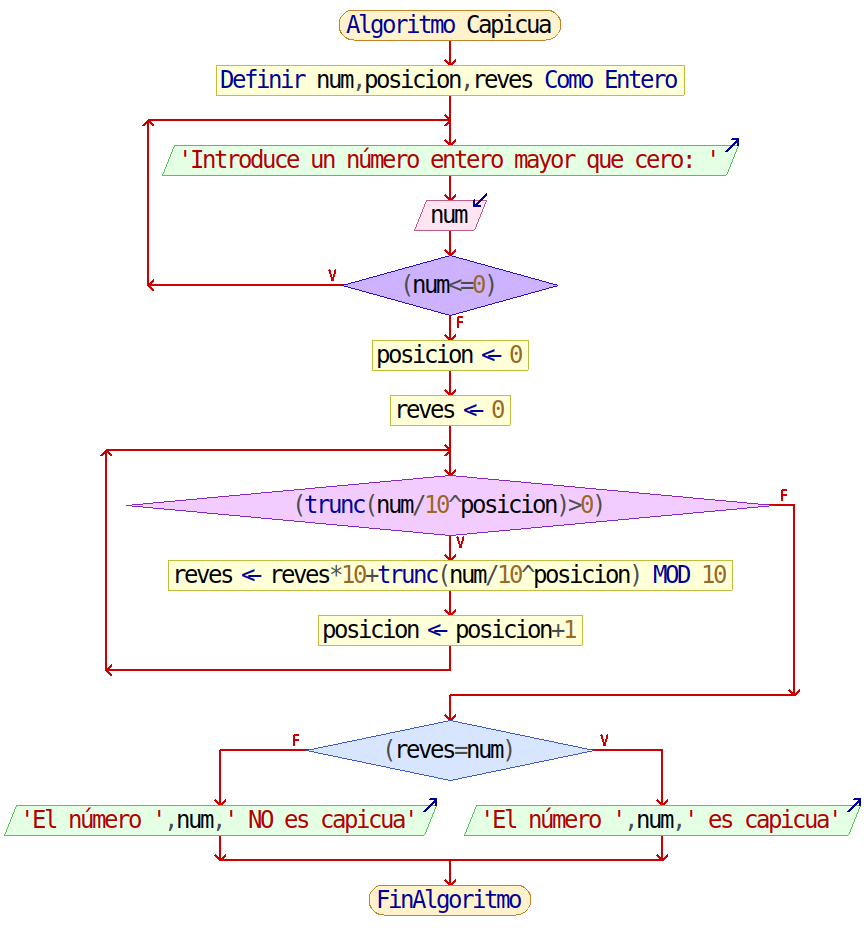 Algoritmo Capicua
Definir num,posicion,reves Como Entero
'Introduce un número entero mayor que cero: '
num
V
(num<=0)
F
posicion ← 0
reves ← 0
(trunc(num/10^posicion)>0)
F
V
reves ← reves*10+trunc(num/10^posicion) MOD 10
posicion ← posicion+1
F
(reves=num)
V
'El número ',num,' NO es capicua'
'El número ',num,' es capicua'
FinAlgoritmo